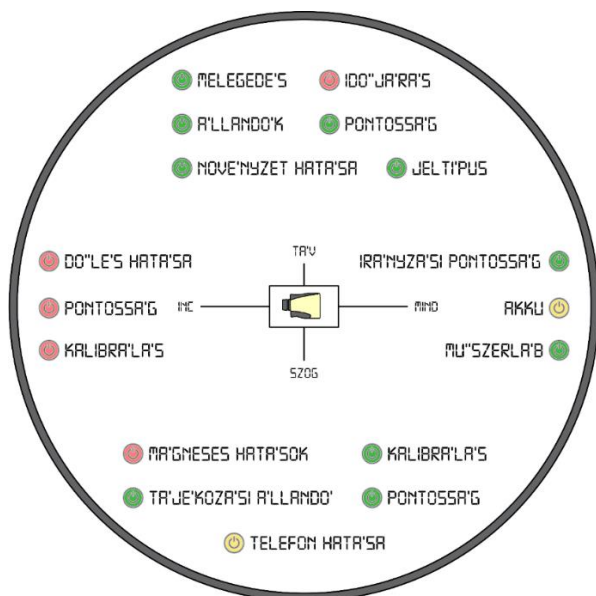 MELEGEDE'S IDO"JA'RA'S
A'LLANDO'K PONTOSSA'G
NOVE'NYZET HATA'SA JELTI'PUS
TA'V
DO"LE'S HATA'SA IRA'NYZA'SI PONTOSSA'G
PONTOSSA'G INC MIND AKKU
KALIBRA'LA'S MU"SZERLA'B
SZOG
MA'GNESES HATA'SOK KALIBRA'LA'S
TA'JE'KOZA'SI A'LLANDO' PONTOSSA'G
TELEFON HATA'SA